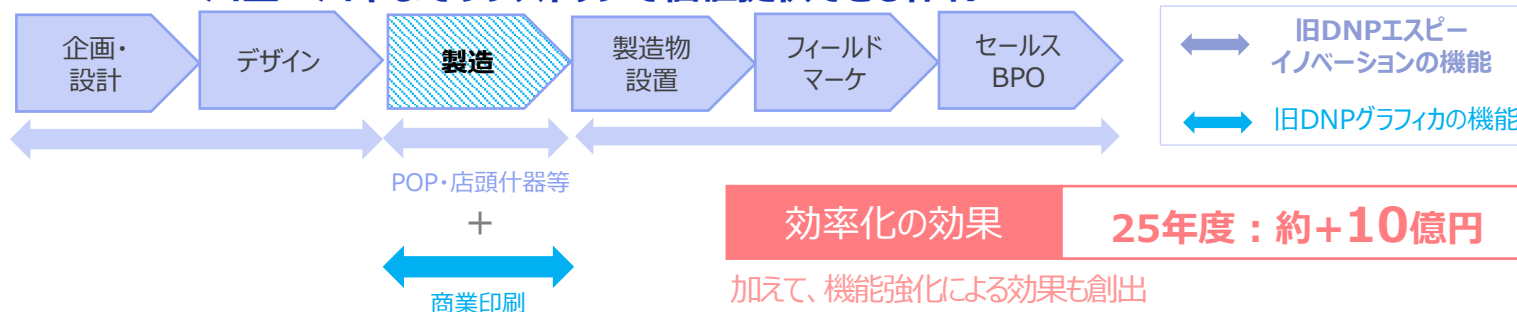 企画・
設計
デザイン
製造
製造物
設置
フィールド
マーケ
セールス
BPO
旧DNPエスピー
イノベーションの機能
旧DNPグラフィカの機能
POP・店頭什器等
+
商業印刷
効率化の効果
25年度：約+10億円
加えて、機能強化による効果も創出